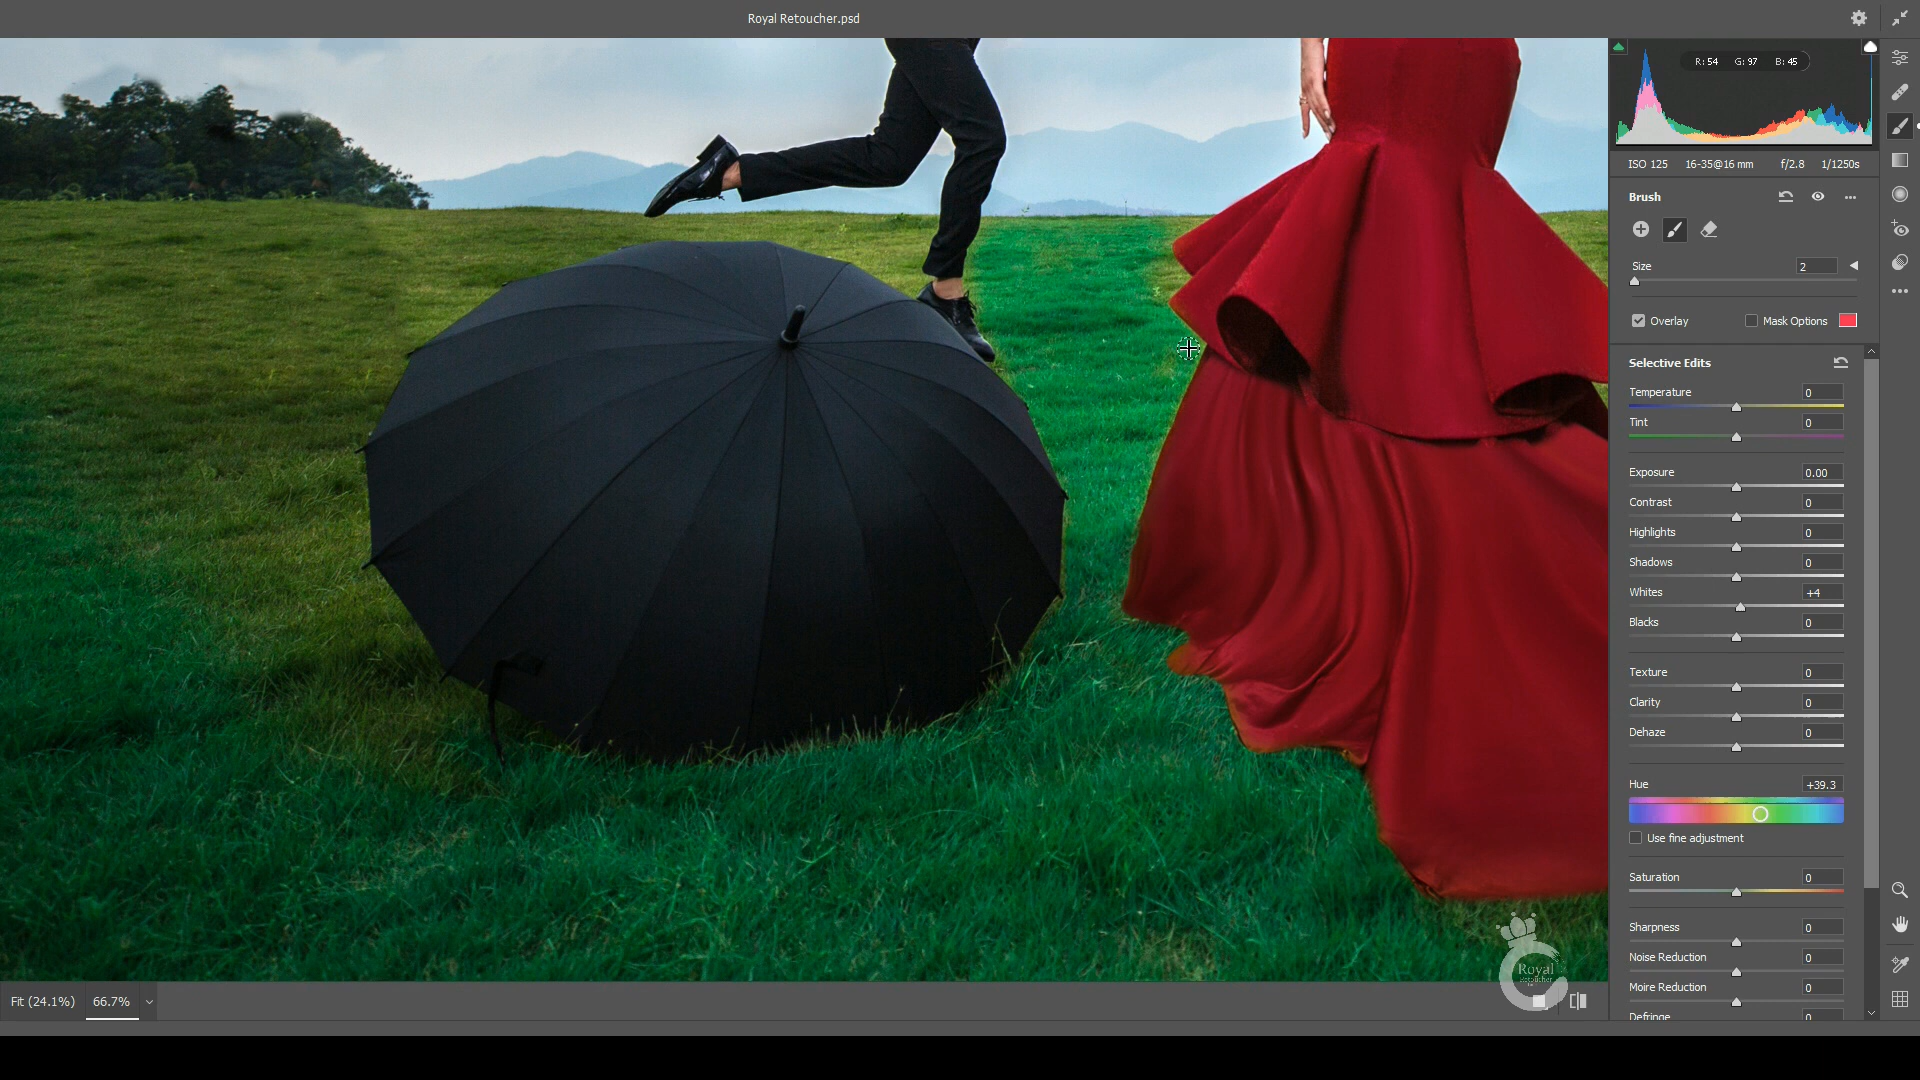 Royal Retoucher.psd
R: 54 G: 97 B: 45
ISO 125 16-35@16 mm f/2.8 1/1250s
Brush
Size 2
Overlay Mask Options
Selective Edits
Temperature 0
Tint 0
Exposure 0.00
Contrast 0
Highlights 0
Shadows 0
Whites +4
Blacks 0
Texture 0
Clarity 0
Dehaze 0
Hue +39.3
Use fine adjustment
Saturation 0
Sharpness 0
Noise Reduction 0
Moire Reduction 0
Defringe 0
Royal
Retoucher
Fit (24.1%) 66.7%